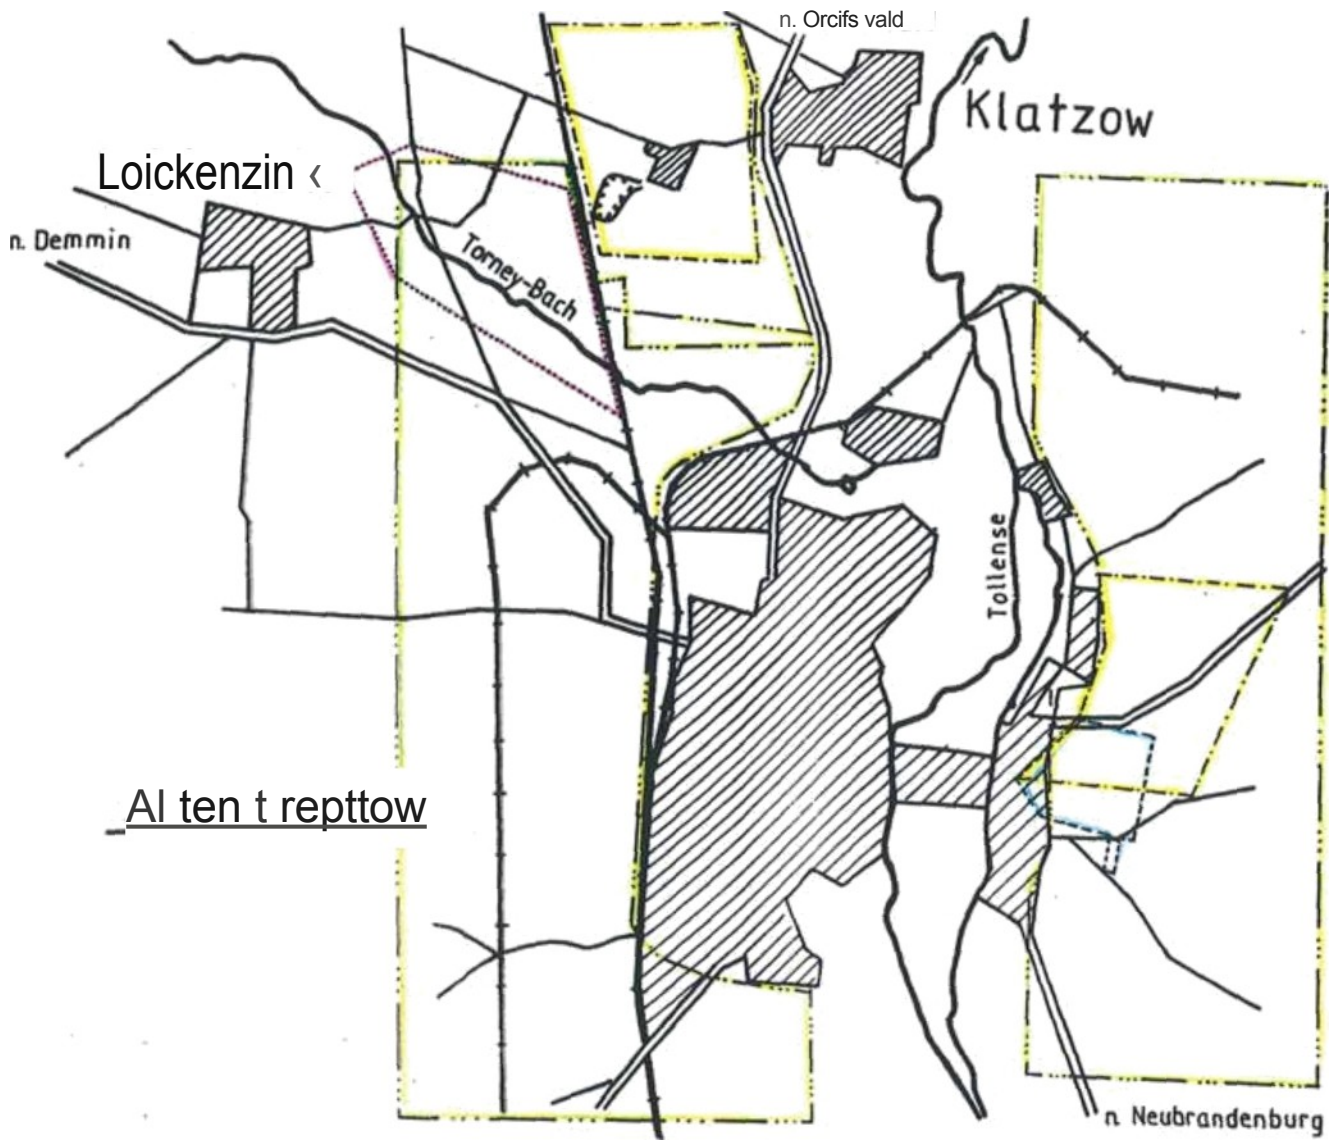 n. Orcifs vald
Klatzow
Loickenzin ‹
n. Demmin
Torney-Bach
Tollense
Al ten t repttow
n. Neubrandenburg